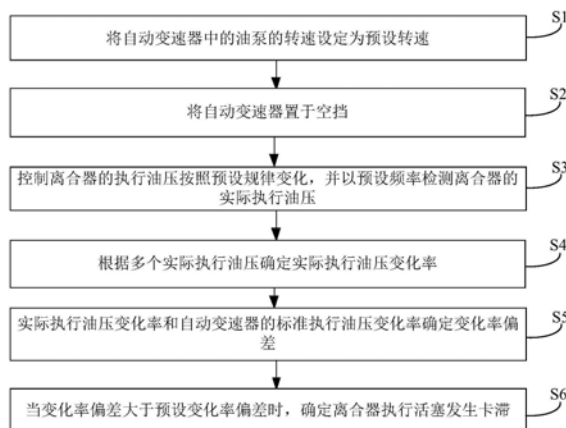 S1
将自动变速器中的油泵的转速设定为预设转速
S2
将自动变速器置于空挡
S3
控制离合器的执行油压按照预设规律变化，并以预设频率检测离合器的
实际执行油压
S4
根据多个实际执行油压确定实际执行油压变化率
S5
实际执行油压变化率和自动变速器的标准执行油压变化率确定变化率偏
差
S6
当变化率偏差大于预设变化率偏差时，确定离合器执行活塞发生卡滞